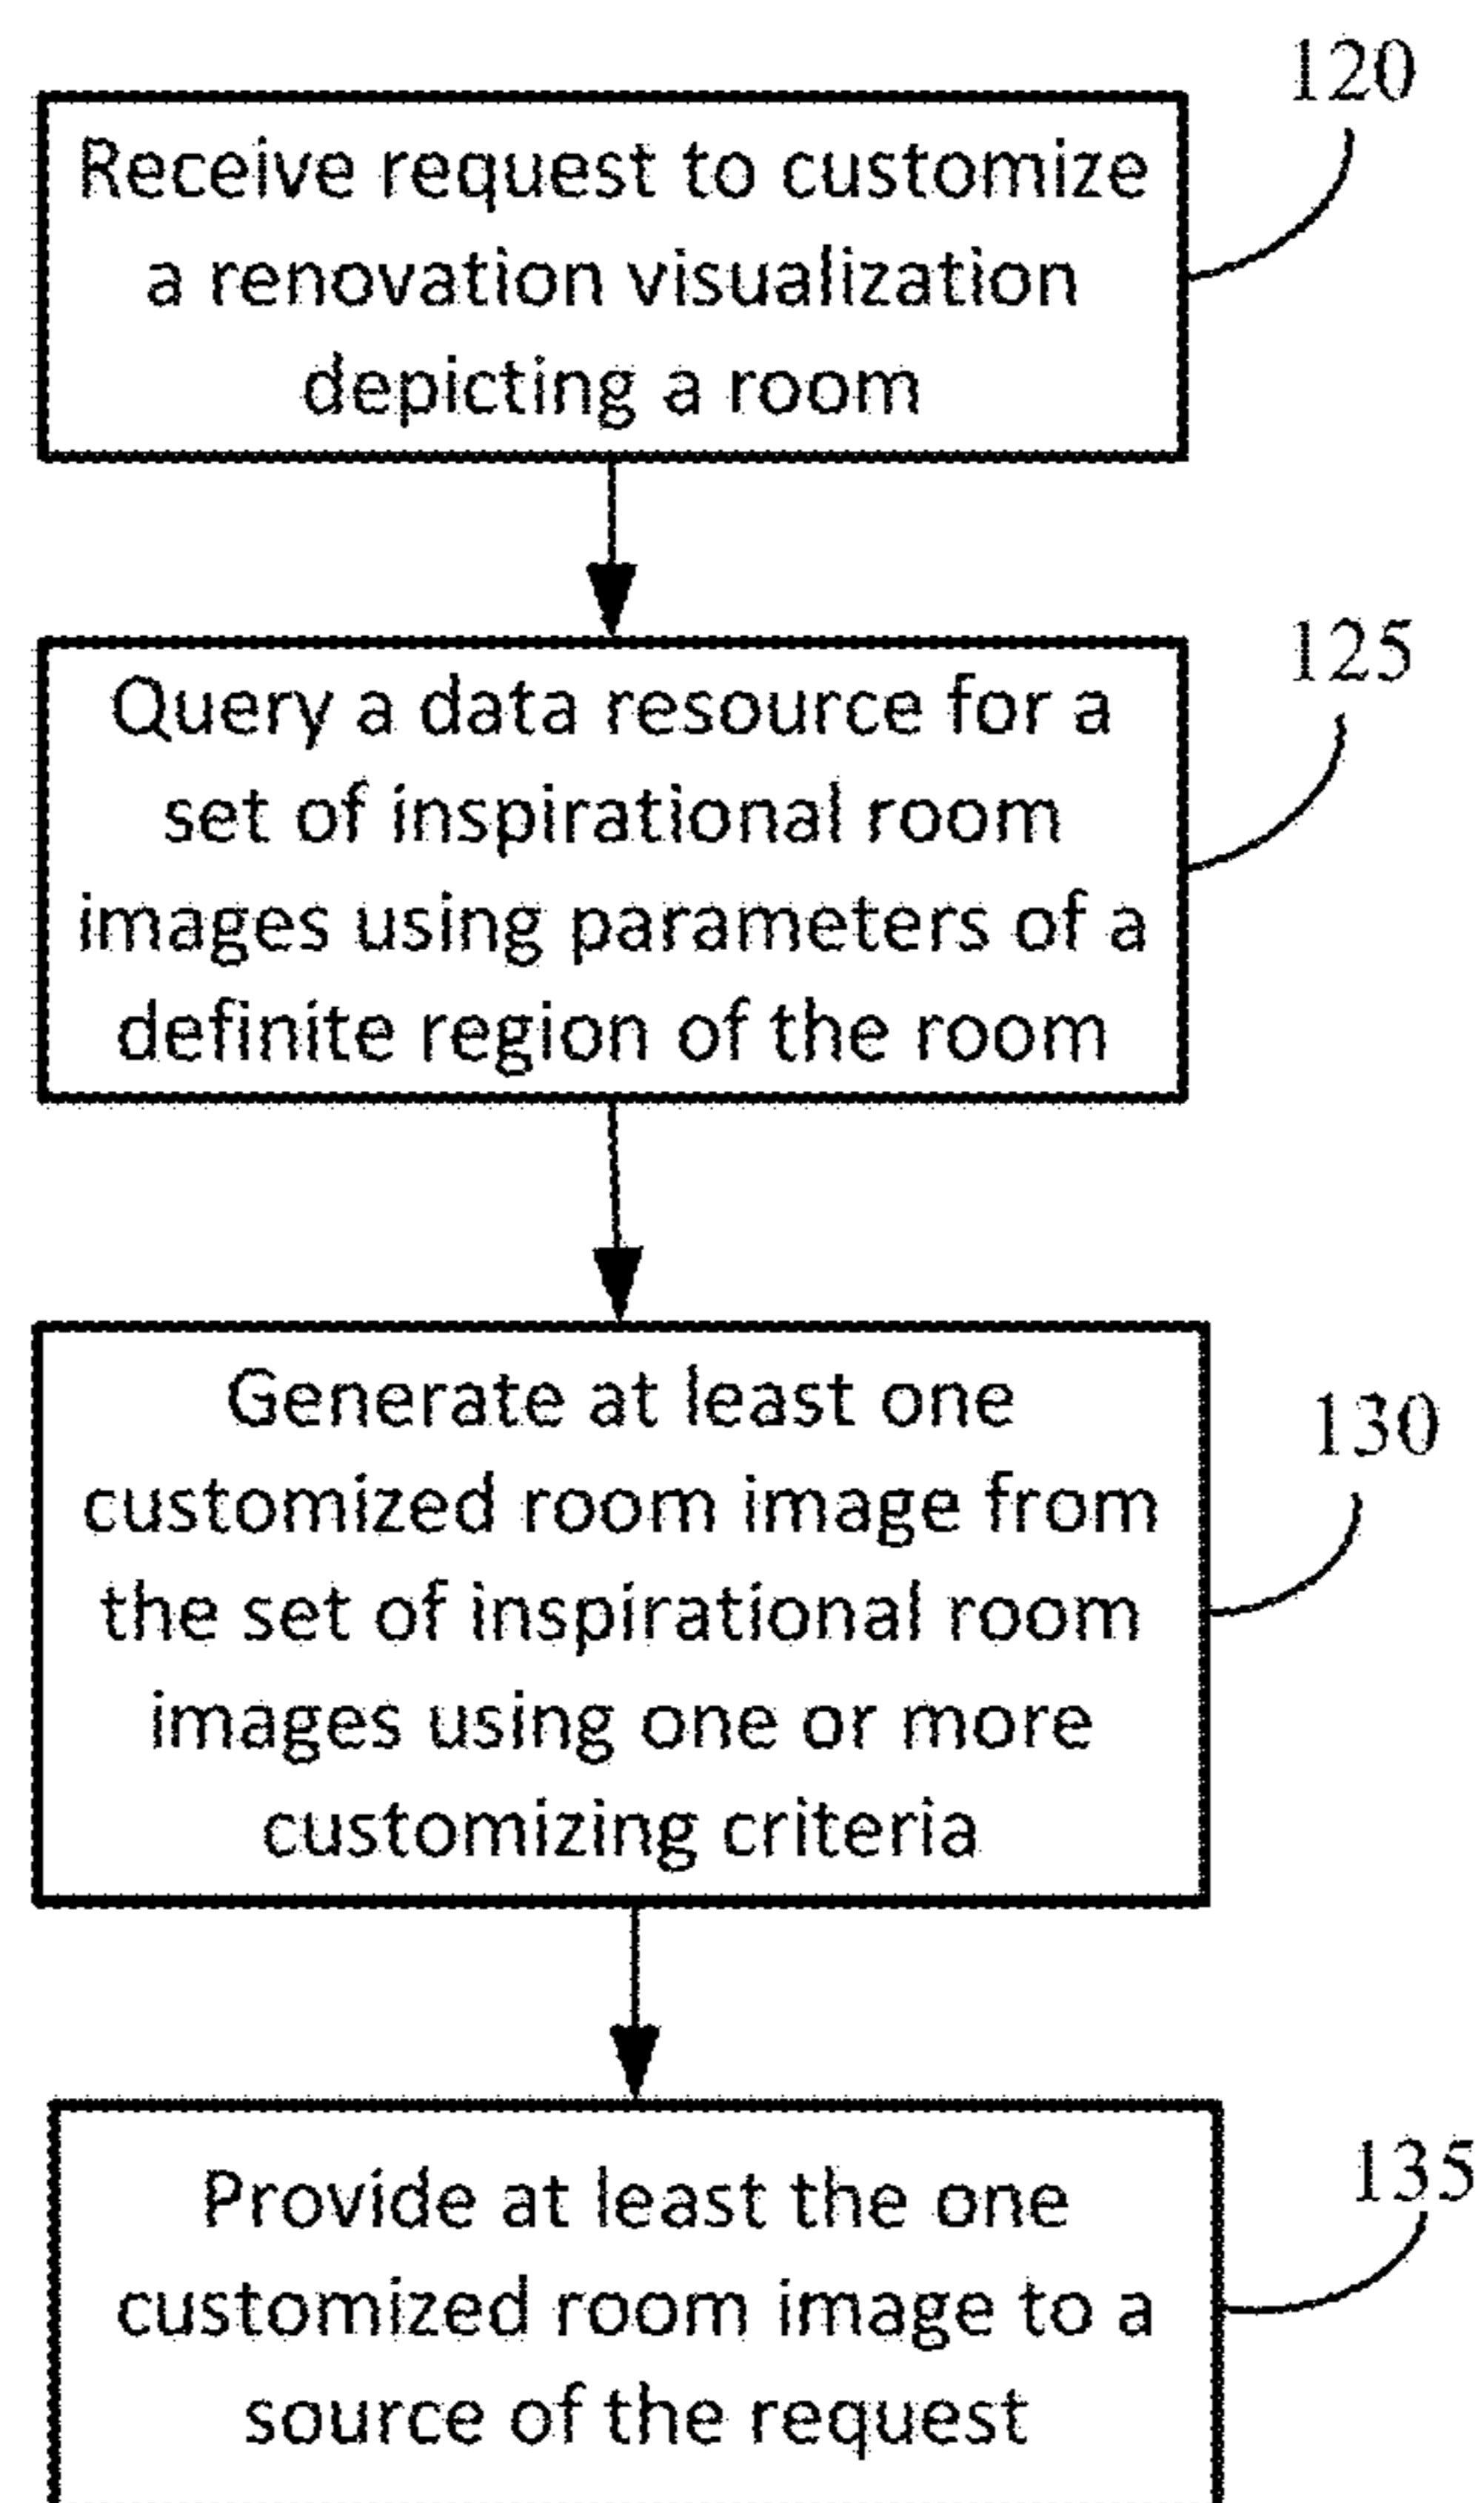 120
Receive request to customize
a renovation visualization
depicting a room
125
Query a data resource for a
set of inspirational room
images using parameters of a
definite region of the room
130
Generate at least one
customized room image from
the set of inspirational room
images using one or more
customizing criteria
135
Provide at least the one
customized room image to a
source of the request